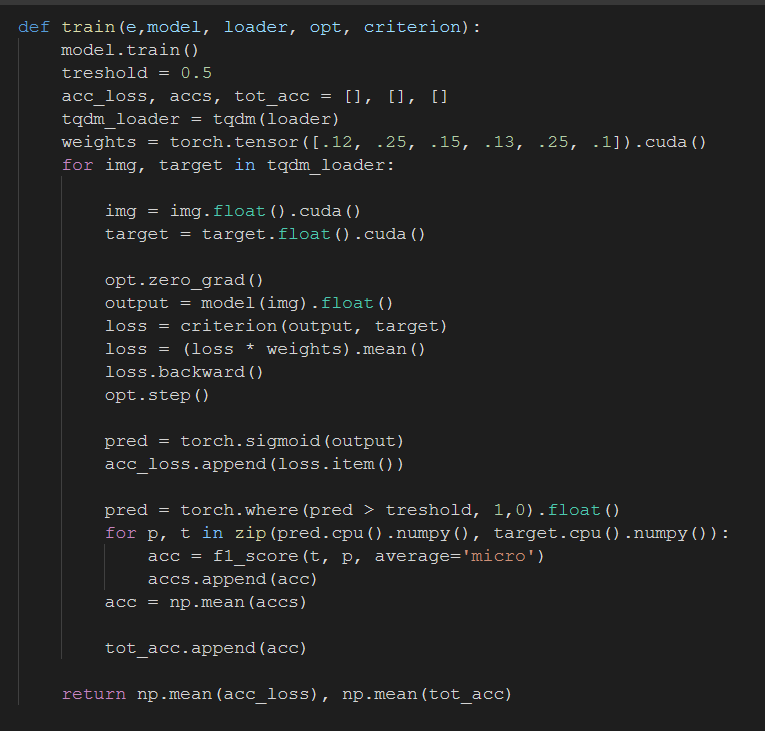 def train(e,model, loader, opt, criterion):
    model.train()
    treshold = 0.5
    acc_loss, accs, tot_acc = [], [], []
    tqdm_loader = tqdm(loader)
    weights = torch.tensor([.12, .25, .15, .13, .25, .1]).cuda()
    for img, target in tqdm_loader:

        img = img.float().cuda()
        target = target.float().cuda()

        opt.zero_grad()
        output = model(img).float()
        loss = criterion(output, target)
        loss = (loss * weights).mean()
        loss.backward()
        opt.step()

        pred = torch.sigmoid(output)
        acc_loss.append(loss.item())

        pred = torch.where(pred > treshold, 1,0).float()
        for p, t in zip(pred.cpu().numpy(), target.cpu().numpy()):
            acc = f1_score(t, p, average='micro')
            accs.append(acc)
        acc = np.mean(accs)

        tot_acc.append(acc)

    return np.mean(acc_loss), np.mean(tot_acc)